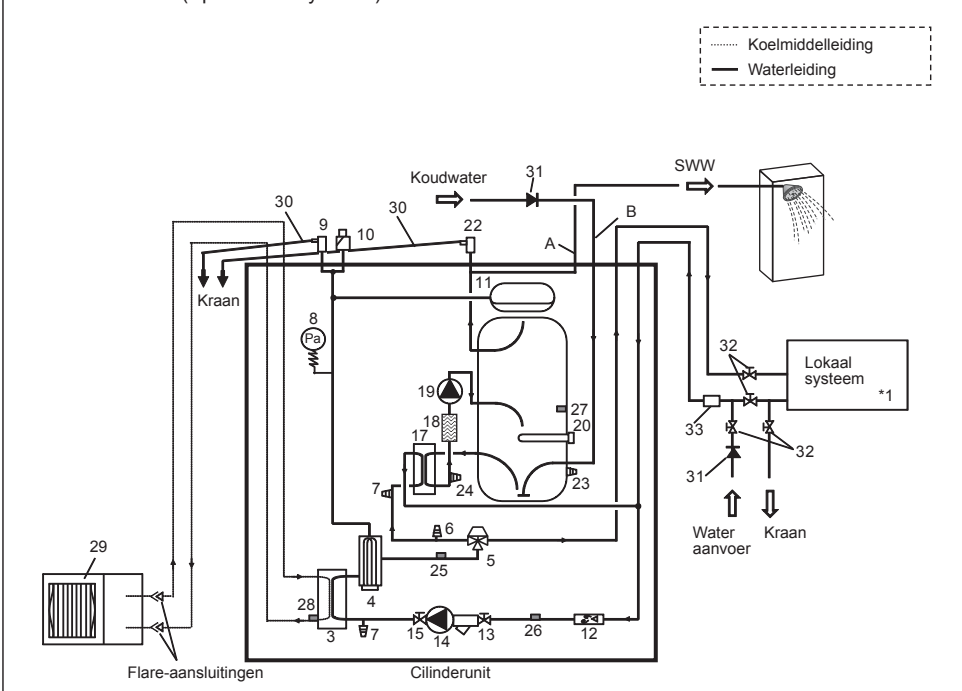 Koelmiddelleiding
Waterleiding
SWW
Koudwater
31
30
9
10
30
22
A
B
Kraan
11
8
Pa
32
Lokaal
systeem
*1
19
27
18
20
17
33
32
7
24
23
31
6
Water
aanvoer
Kraan
29
25
5
28
4
3
7
15
14
13
26
12
Flare-aansluitingen
Cilinderunit